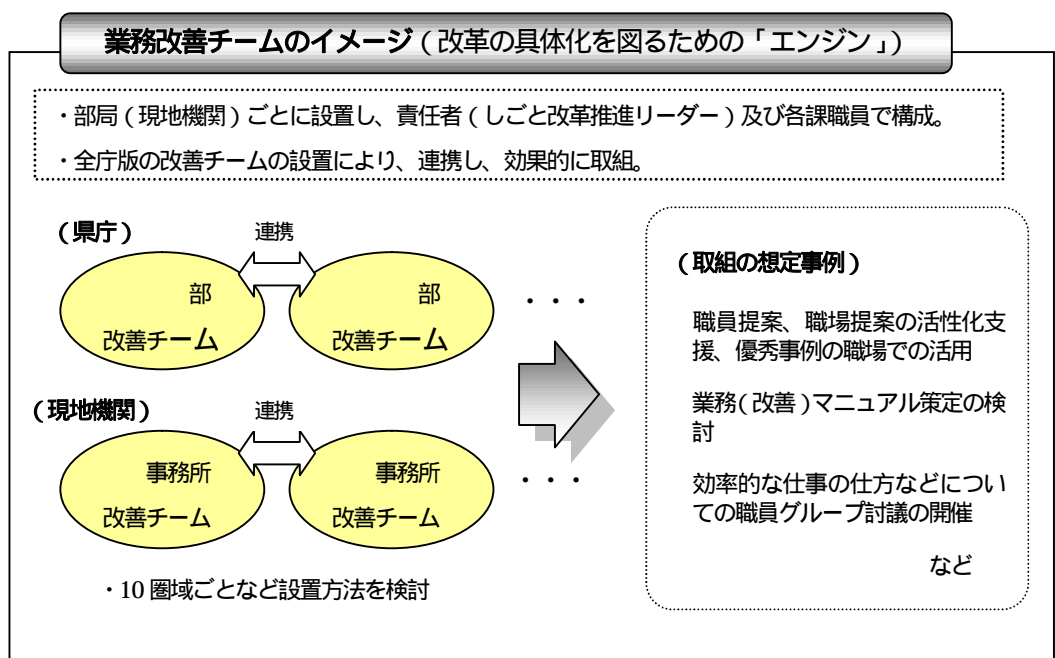 業務改善チームのイメージ(改革の具体化を図るための「エンジン」)
・部局(現地機関)ごとに設置し、責任者(しごと改革推進リーダー)及び各課職員で構成。
・全庁版の改善チームの設置により、連携し、効果的に取組。
(県庁)
連携
部
改善チーム
部
改善チーム
・・・
(現地機関)
連携
事務所
改善チーム
事務所
改善チーム
・・・
・10 圏域ごとなど設置方法を検討
(取組の想定事例)
職員提案、職場提案の活性化支
援、優秀事例の職場での活用
業務(改善)マニュアル策定の検
討
効率的な仕事の仕方などについ
ての職員グループ討議の開催
など